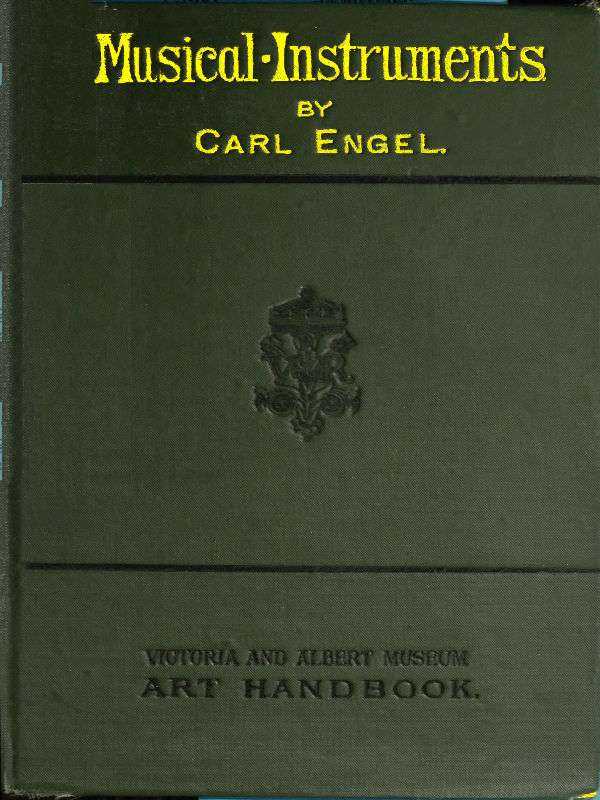 Musical-Instruments
BY
CARL ENGEL.
VICTORIA AND ALBERT MUSEUM
ART HANDBOOK.